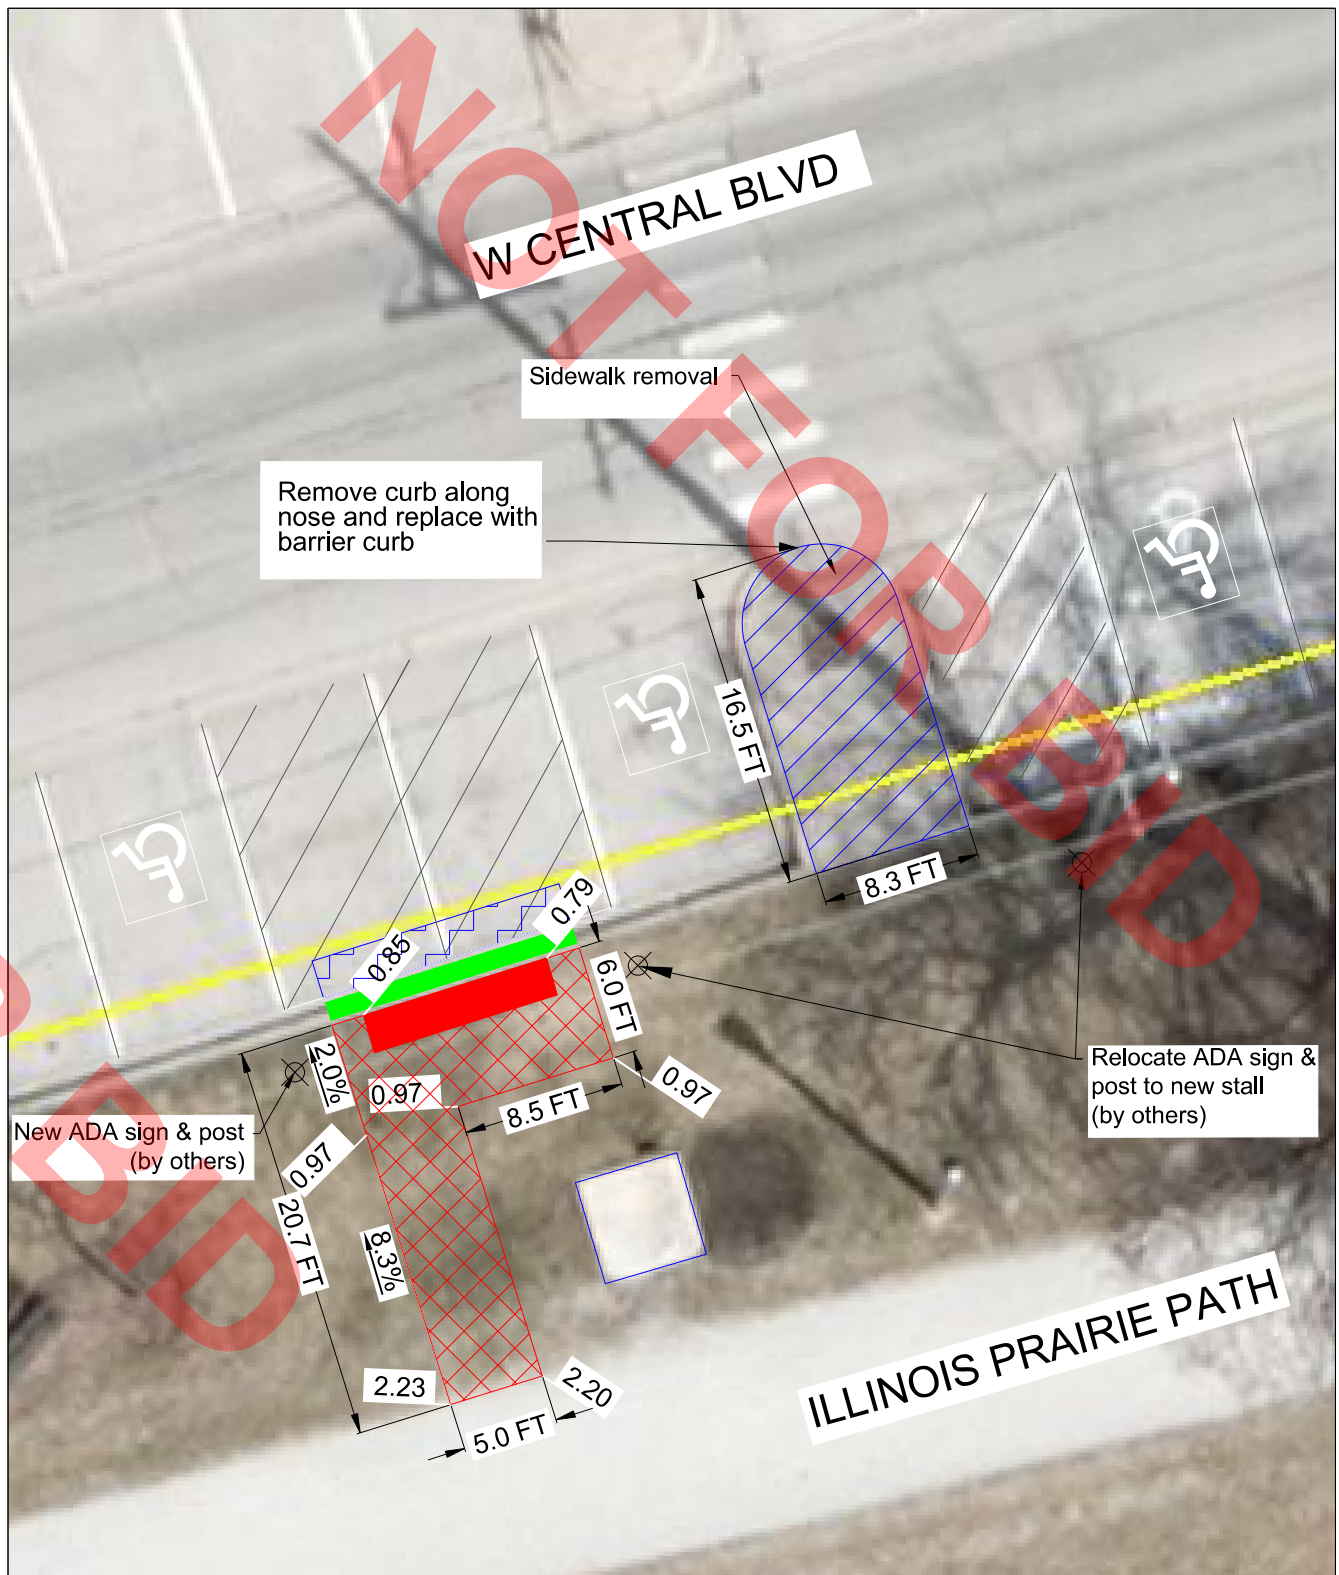 W CENTRAL BLVD
Sidewalk removal
Remove curb along
nose and replace with
barrier curb
16.5 FT
8.3 FT
0.79
0.85
6.0 FT
2.0%
0.97
0.97
8.5 FT
Relocate ADA sign &
post to new stall
(by others)
New ADA sign & post
(by others)
0.97
20.7 FT
8.3%
2.23
2.20
5.0 FT
ILLINOIS PRAIRIE PATH
NOT FOR BID
BID